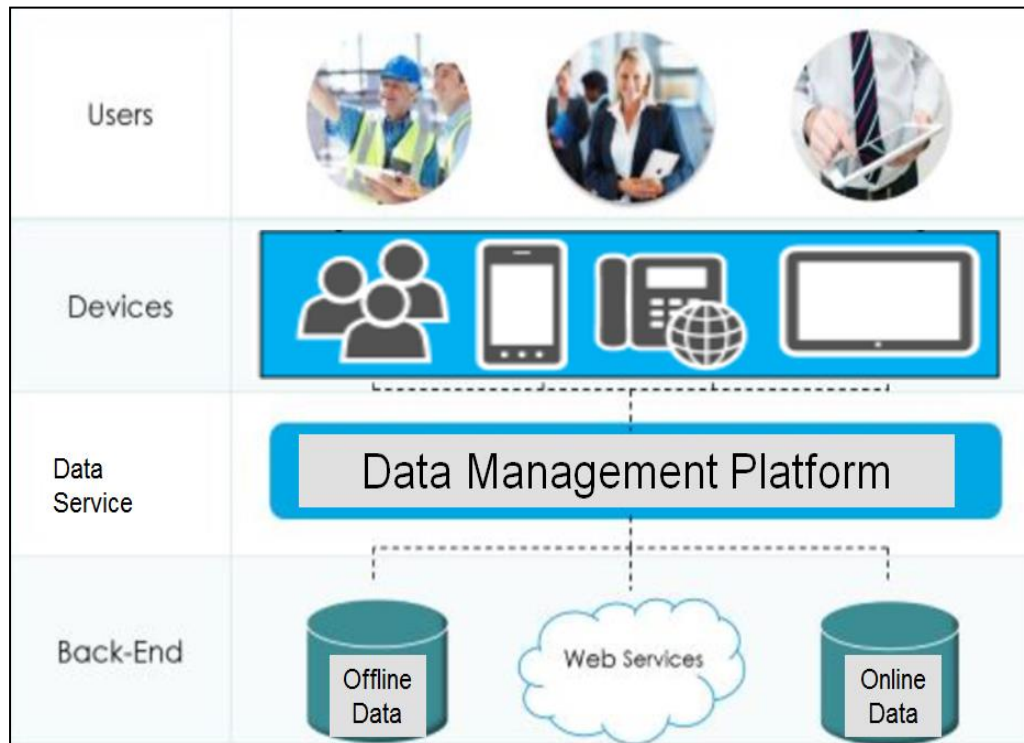 Users
Devices
Data
Service
Data Management Platform
Back-End
Offline
Data
Web Services
Online
Data